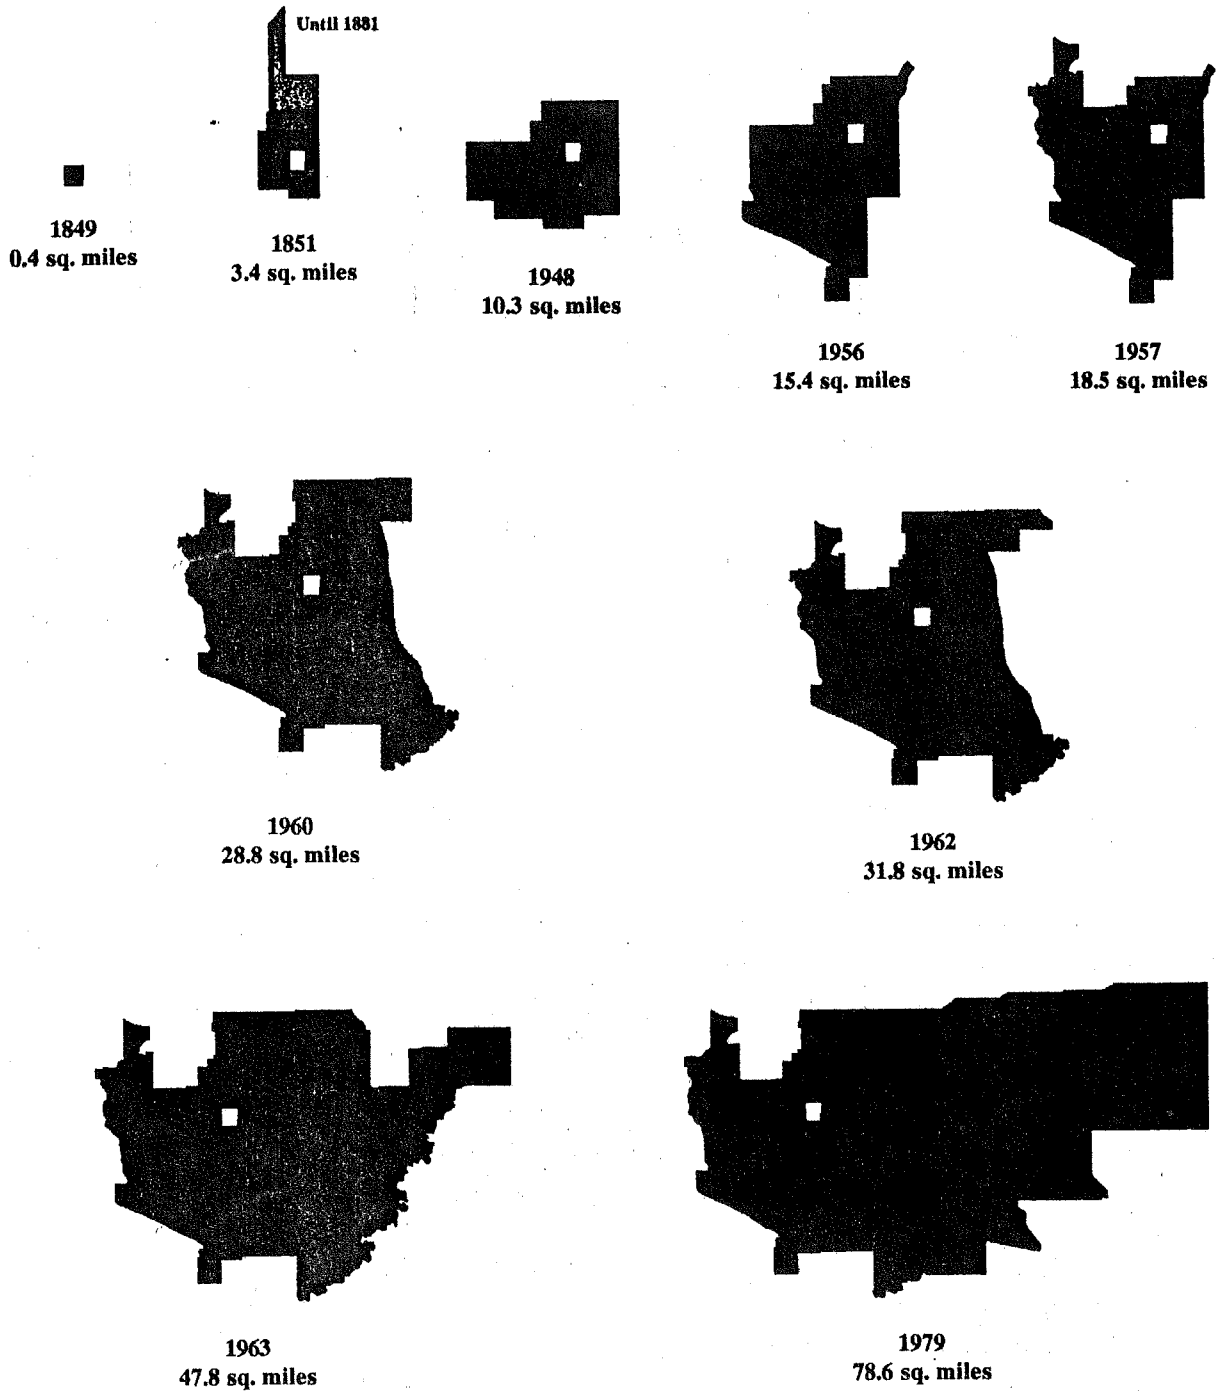 Until 1881
1849
0.4 sq. miles
1851
3.4 sq. miles
1948
10.3 sq. miles
1956
15.4 sq. miles
1957
18.5 sq. miles
1960
28.8 sq. miles
1962
31.8 sq. miles
1963
47.8 sq. miles
1979
78.6 sq. miles